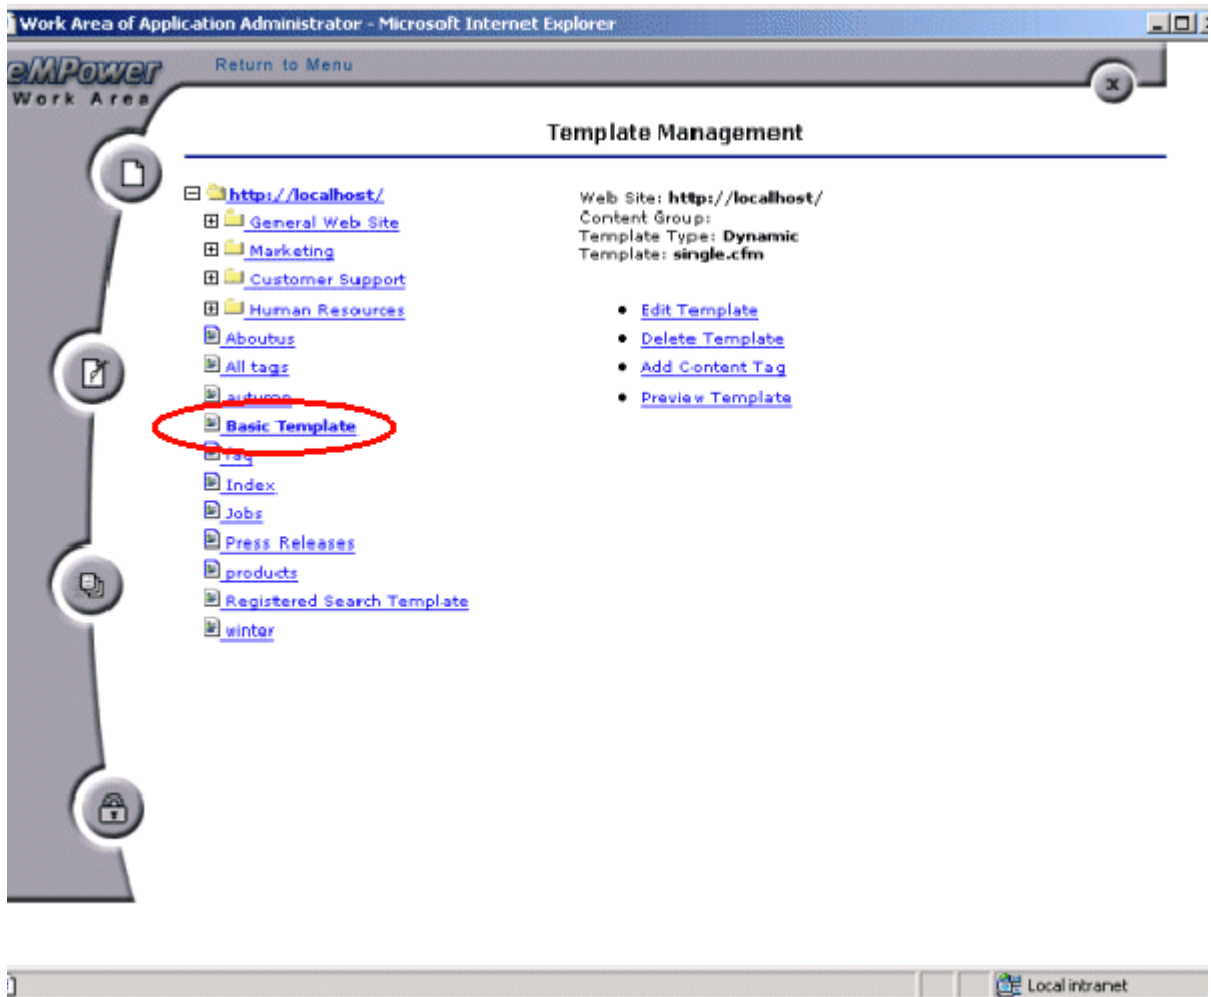 Work Area of Application Administrator - Microsoft Internet Explorer
eMPower
Work Area
Return to Menu
x
Template Management
http://localhost/
General Web Site
Marketing
Customer Support
Human Resources
Aboutus
All tags
autumn
Basic Template
faq
Index
Jobs
Press Releases
products
Registered Search Template
winter
Web Site: http://localhost/
Content Group:
Template Type: Dynamic
Template: single.cfm
Edit Template
Delete Template
Add Content Tag
Preview Template
Local intranet